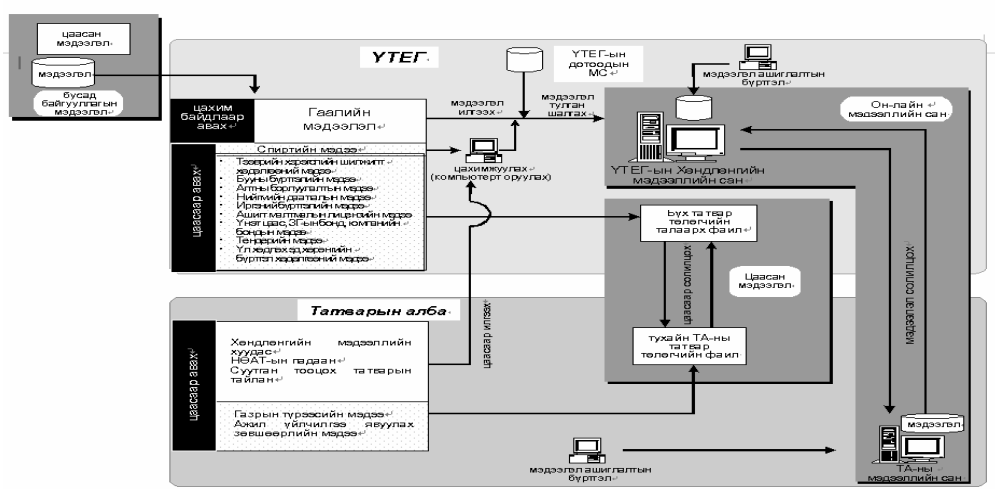 цаасан
мэдээлэл
мэдээлэл
бусад
байгууллагын
мэдээлэл
ҮТЕГ
ҮТЕГ-ын
дотоодын
МС
мэдээлэл ашиглалтын
бүртгэл
цахим
байдлаар
авах
Гаалийн
мэдээлэл
мэдээлэл
илгээх
мэдээлэл
тулган
шалгах
Он-лайн
мэдээллийн сан
ҮТЕГ-ын Хөндлөнгийн
мэдээллийн сан
цаасаар авах
Спиртийн мэдээ
Тээврийн хэрэгслийн шилжилт
хөдөлгөөний мэдээ
Бууны бүртгэлийн мэдээ
Алтны борлуулалтын мэдээ
Нийгмийн даатгалын мэдээ
Иргэний бүртгэлийн мэдээ
Ашигт малтмалын лицензийн мэдээ
Үнэт цаас, ЗГ-ын бонд, компанийн
бондын мэдээ
Тендерийн мэдээ
Үл хөдлөх эд хөрөнгийн
бүртгэл хөдөлгөөний мэдээ
цахимжуулах
(компьютерт оруулах)
Бүх татвар
төлөгчийн
талаарх файл
Цаасан
мэдээлэл
цаасаар солилцох
тухайн ТА-ны
татвар
төлөгчийн файл
мэдээлэл солилцох
Татварын алба
цаасаар авах
Хөндлөнгийн мэдээллийн
хуудас
НӨАТ-ын падаан
Суутган тооцох татварын
тайлан
цаасаар илгээх
Газрын түрээсийн мэдээ
Ажил үйлчилгээ явуулах
зөвшөөрлийн мэдээ
мэдээлэл ашиглалтын
бүртгэл
мэдээлэл
ТА-ны
мэдээллийн сан